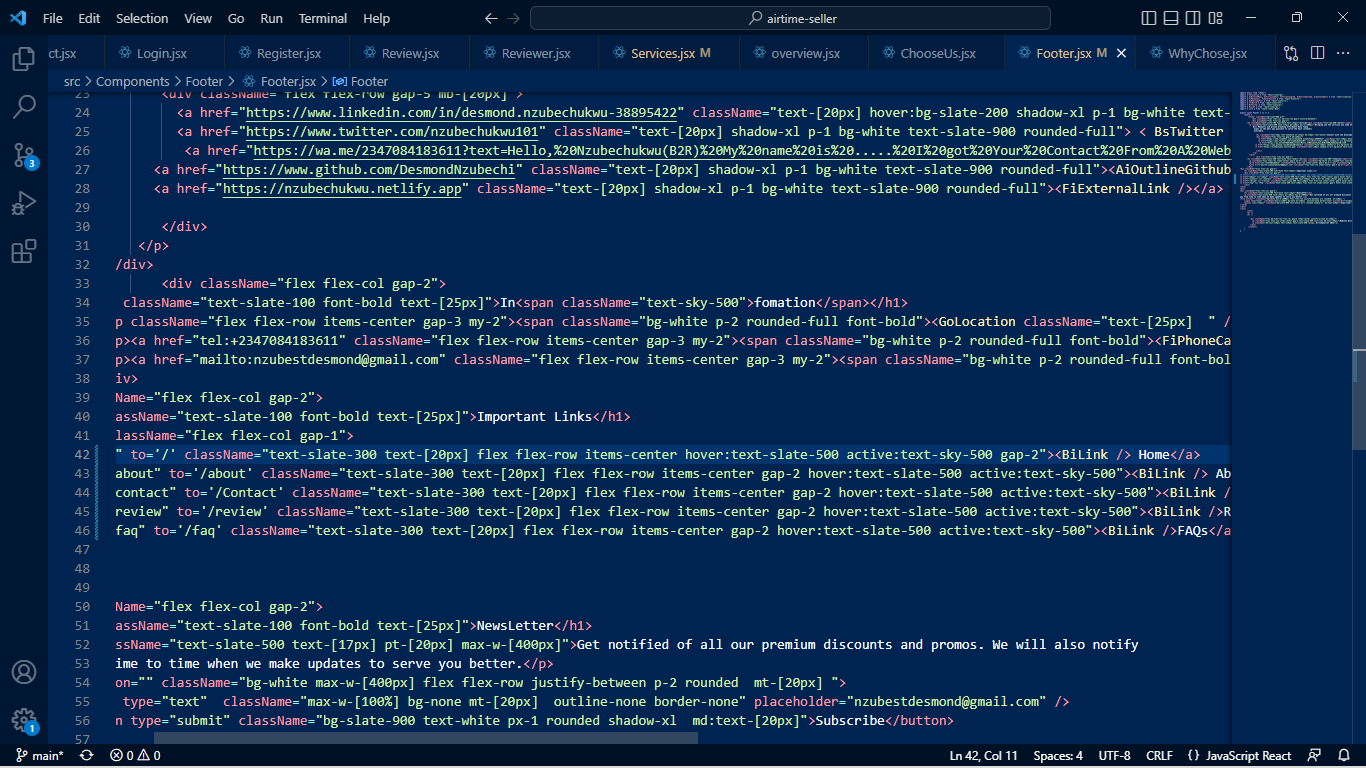 File Edit Selection View Go Run Terminal Help airtime-seller
ct.jsx Login.jsx Register.jsx Review.jsx Reviewer.jsx Services.jsx M overview.jsx ChooseUs.jsx Footer.jsx M WhyChose.jsx
src > Components > Footer > Footer.jsx > Footer
23 <div className="flex flex-row gap-5 mb-[20px]">
24 <a href="https://www.linkedin.com/in/desmond.nzubechukwu-38895422" className="text-[20px] hover:bg-slate-200 shadow-xl p-1 bg-white text-
25 <a href="https://www.twitter.com/nzubechukwu101" className="text-[20px] shadow-xl p-1 bg-white text-slate-900 rounded-full"> < BsTwitter
26 <a href="https://wa.me/2347084183611?text=Hello,%20Nzubechukwu(B2R)%20My%20name%20is%20.....%20I%20got%20Your%20Contact%20From%20A%20Web
27 <a href="https://www.github.com/DesmondNzubechi" className="text-[20px] shadow-xl p-1 bg-white text-slate-900 rounded-full"><AiOutlineGithub
28 <a href="https://nzubechukwu.netlify.app" className="text-[20px] shadow-xl p-1 bg-white text-slate-900 rounded-full"><FiExternalLink /></a>
29
30 </div>
31 </p>
32 /div>
33 <div className="flex flex-col gap-2">
34 className="text-slate-100 font-bold text-[25px]">In<span className="text-sky-500">fomation</span></h1>
35 p className="flex flex-row items-center gap-3 my-2"><span className="bg-white p-2 rounded-full font-bold"><GoLocation className="text-[25px]  " /
36 p><a href="tel:+2347084183611" className="flex flex-row items-center gap-3 my-2"><span className="bg-white p-2 rounded-full font-bold"><FiPhoneCa
37 p><a href="mailto:nzubestdesmond@gmail.com" className="flex flex-row items-center gap-3 my-2"><span className="bg-white p-2 rounded-full font-bol
38 iv>
39 Name="flex flex-col gap-2">
40 assName="text-slate-100 font-bold text-[25px]">Important Links</h1>
41 lassName="flex flex-col gap-1">
42 " to='/' className="text-slate-300 text-[20px] flex flex-row items-center hover:text-slate-500 active:text-sky-500 gap-2"><BiLink /> Home</a>
43 about" to='/about' className="text-slate-300 text-[20px] flex flex-row items-center gap-2 hover:text-slate-500 active:text-sky-500"><BiLink /> Ab
44 contact" to='/Contact' className="text-slate-300 text-[20px] flex flex-row items-center gap-2 hover:text-slate-500 active:text-sky-500"><BiLink /
45 review" to='/review' className="text-slate-300 text-[20px] flex flex-row items-center gap-2 hover:text-slate-500 active:text-sky-500"><BiLink />R
46 faq" to='/faq' className="text-slate-300 text-[20px] flex flex-row items-center gap-2 hover:text-slate-500 active:text-sky-500"><BiLink />FAQs</a
47
48
49
50 Name="flex flex-col gap-2">
51 assName="text-slate-100 font-bold text-[25px]">NewsLetter</h1>
52 ssName="text-slate-500 text-[17px] pt-[20px] max-w-[400px]">Get notified of all our premium discounts and promos. We will also notify
53 ime to time when we make updates to serve you better.</p>
54 on="" className="bg-white max-w-[400px] flex flex-row justify-between p-2 rounded  mt-[20px] ">
55 type="text"  className="max-w-[100%] bg-none mt-[20px]  outline-none border-none" placeholder="nzubestdesmond@gmail.com" />
56 n type="submit" className="bg-slate-900 text-white px-1 rounded shadow-xl  md:text-[20px]">Subscribe</button>
57
3
1
main* 0 0 Ln 42, Col 11 Spaces: 4 UTF-8 CRLF {} JavaScript React